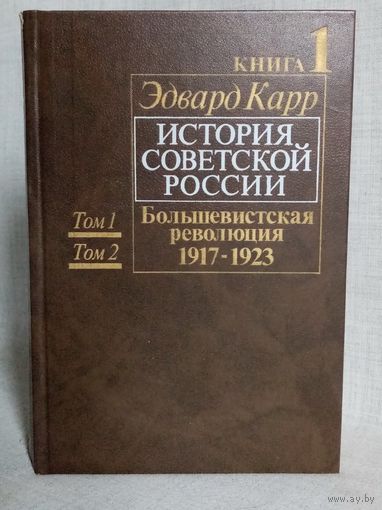 КНИГА 1
Эдвард Карр
ИСТОРИЯ
СОВЕТСКОЙ
РОССИИ
Том 1
Том 2
Большевистская
революция
1917-1923
www.ay.by